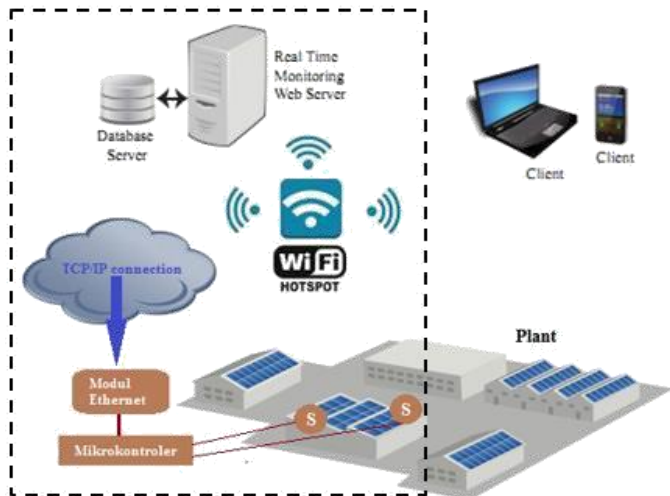 Real Time
Monitoring
Web Server
Database
Server
Client
Client
WiFi
HOTSPOT
TCP/IP connection
Plant
Modul
Ethernet
S
S
Mikrokontroler